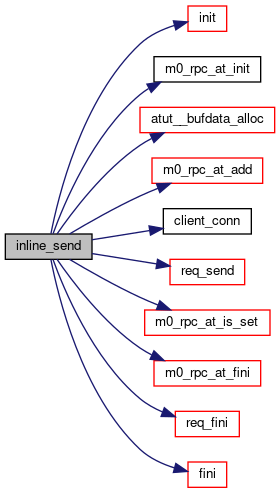 init
m0_rpc_at_init
atut__bufdata_alloc
m0_rpc_at_add
inline_send
client_conn
req_send
m0_rpc_at_is_set
m0_rpc_at_fini
req_fini
fini